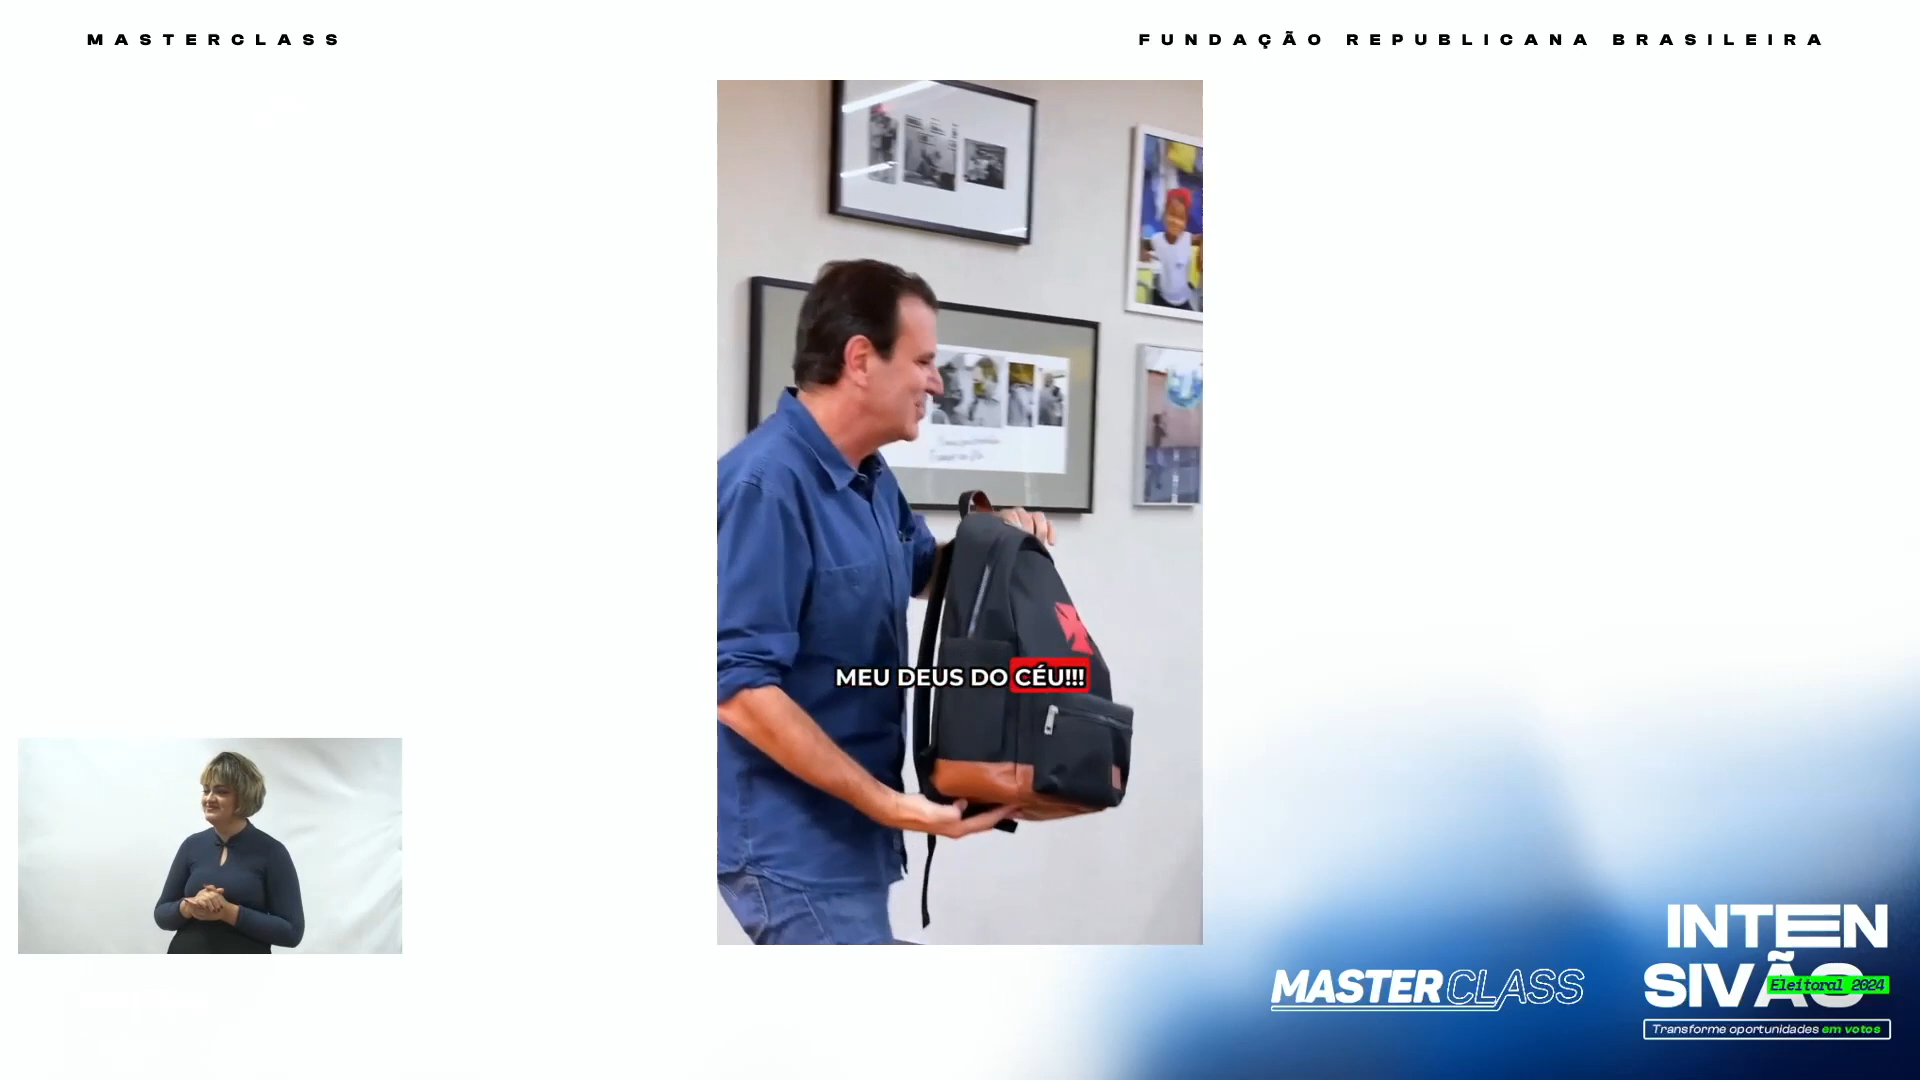 MASTERCLASS
FUNDAÇÃO REPUBLICANA BRASILEIRA
MEU DEUS DO CÉU!!!
MASTERCLASS
INTEN
SIVÃO
Eleitoral 2024
Transforme oportunidades em votos